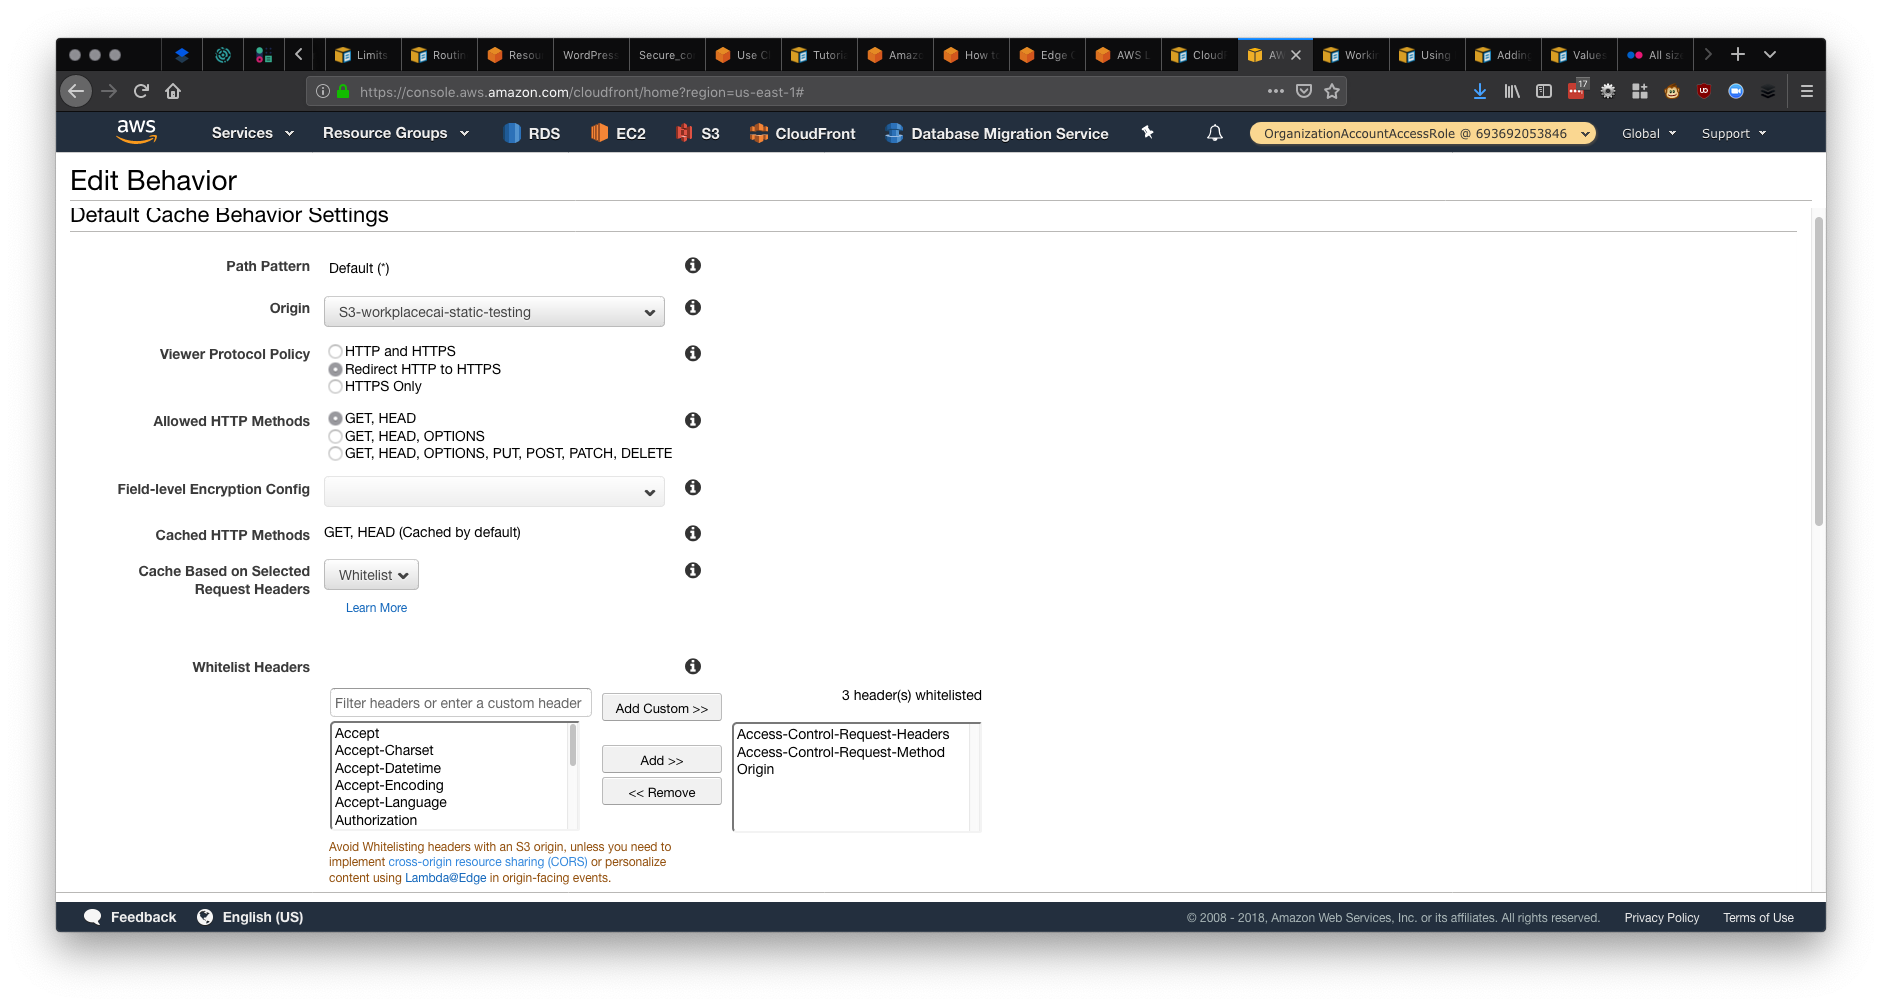 Limits
Routin
Resou
WordPress
Secure_co
Use C
Tutori
Amaz
How to
Edge
AWS L
Cloudf
AW
Workin
Using
Adding
Values
All siz
https://console.aws.amazon.com/cloudfront/home?region=us-east-1#
17
aws
Services
Resource Groups
RDS
EC2
S3
CloudFront
Database Migration Service
OrganizationAccountAccessRole @ 693692053846
Global
Support
Edit Behavior
Default Cache Behavior Settings
Path Pattern
Default (*)
Origin
S3-workplacecai-static-testing
Viewer Protocol Policy
HTTP and HTTPS
Redirect HTTP to HTTPS
HTTPS Only
Allowed HTTP Methods
GET, HEAD
GET, HEAD, OPTIONS
GET, HEAD, OPTIONS, PUT, POST, PATCH, DELETE
Field-level Encryption Config
Cached HTTP Methods
GET, HEAD (Cached by default)
Cache Based on Selected
Request Headers
Whitelist
Learn More
Whitelist Headers
Filter headers or enter a custom header
Add Custom >>
3 header(s) whitelisted
Accept
Accept-Charset
Accept-Datetime
Accept-Encoding
Accept-Language
Authorization
Add >>
<< Remove
Access-Control-Request-Headers
Access-Control-Request-Method
Origin
Avoid Whitelisting headers with an S3 origin, unless you need to
implement cross-origin resource sharing (CORS) or personalize
content using Lambda@Edge in origin-facing events.
Feedback
English (US)
© 2008 - 2018, Amazon Web Services, Inc. or its affiliates. All rights reserved.
Privacy Policy
Terms of Use